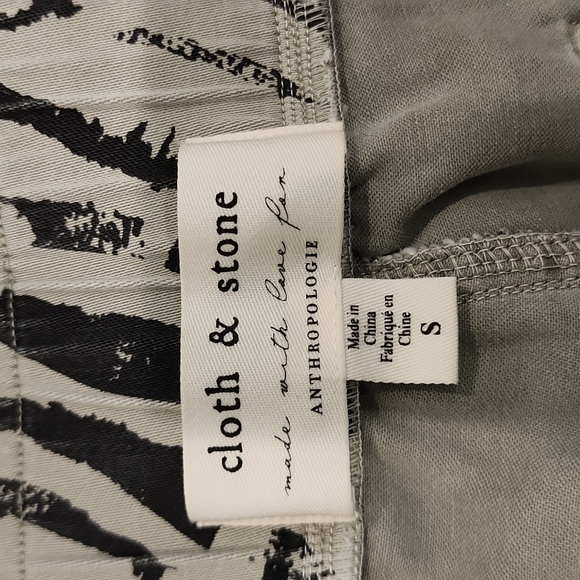 cloth & stone
made with love for
ANTHROPOLOGIE
Made in
China
Fabriqué en
Chine
S